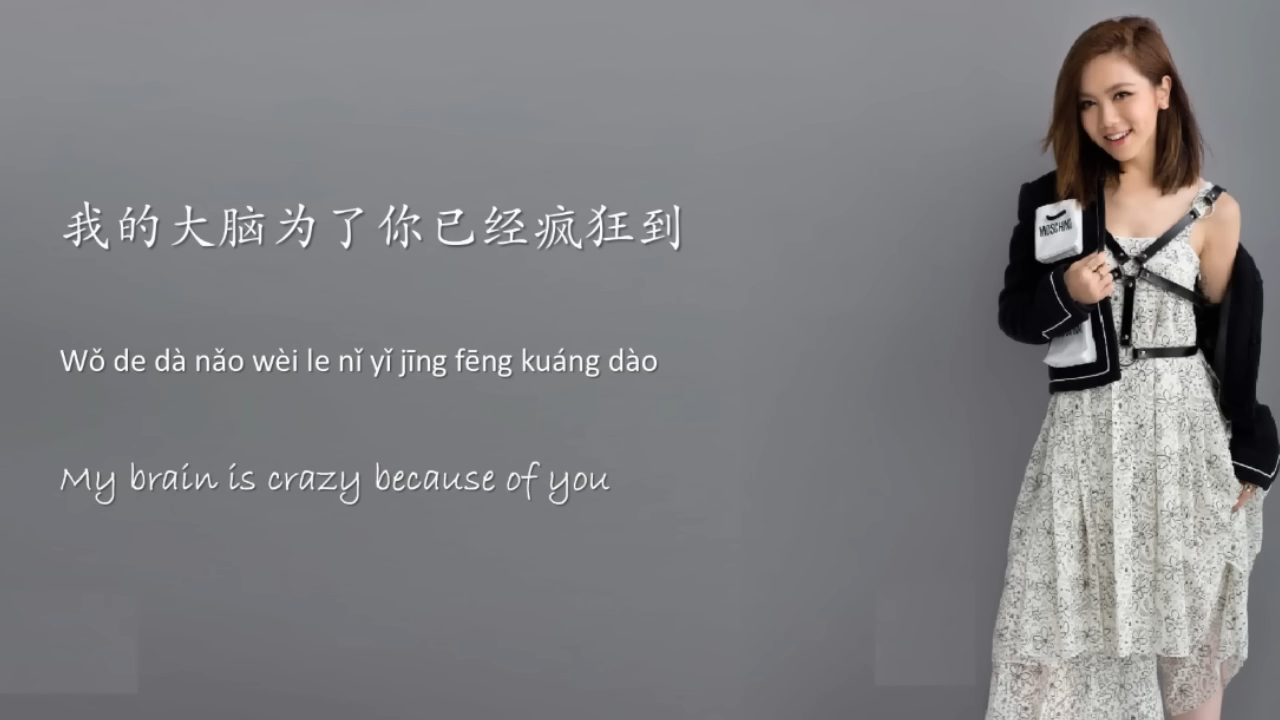 我的大脑为了你已经疯狂到
Wǒ de dà nǎo wèi le nǐ yǐ jīng fēng kuáng dào
My brain is crazy because of you
MOSCHINO